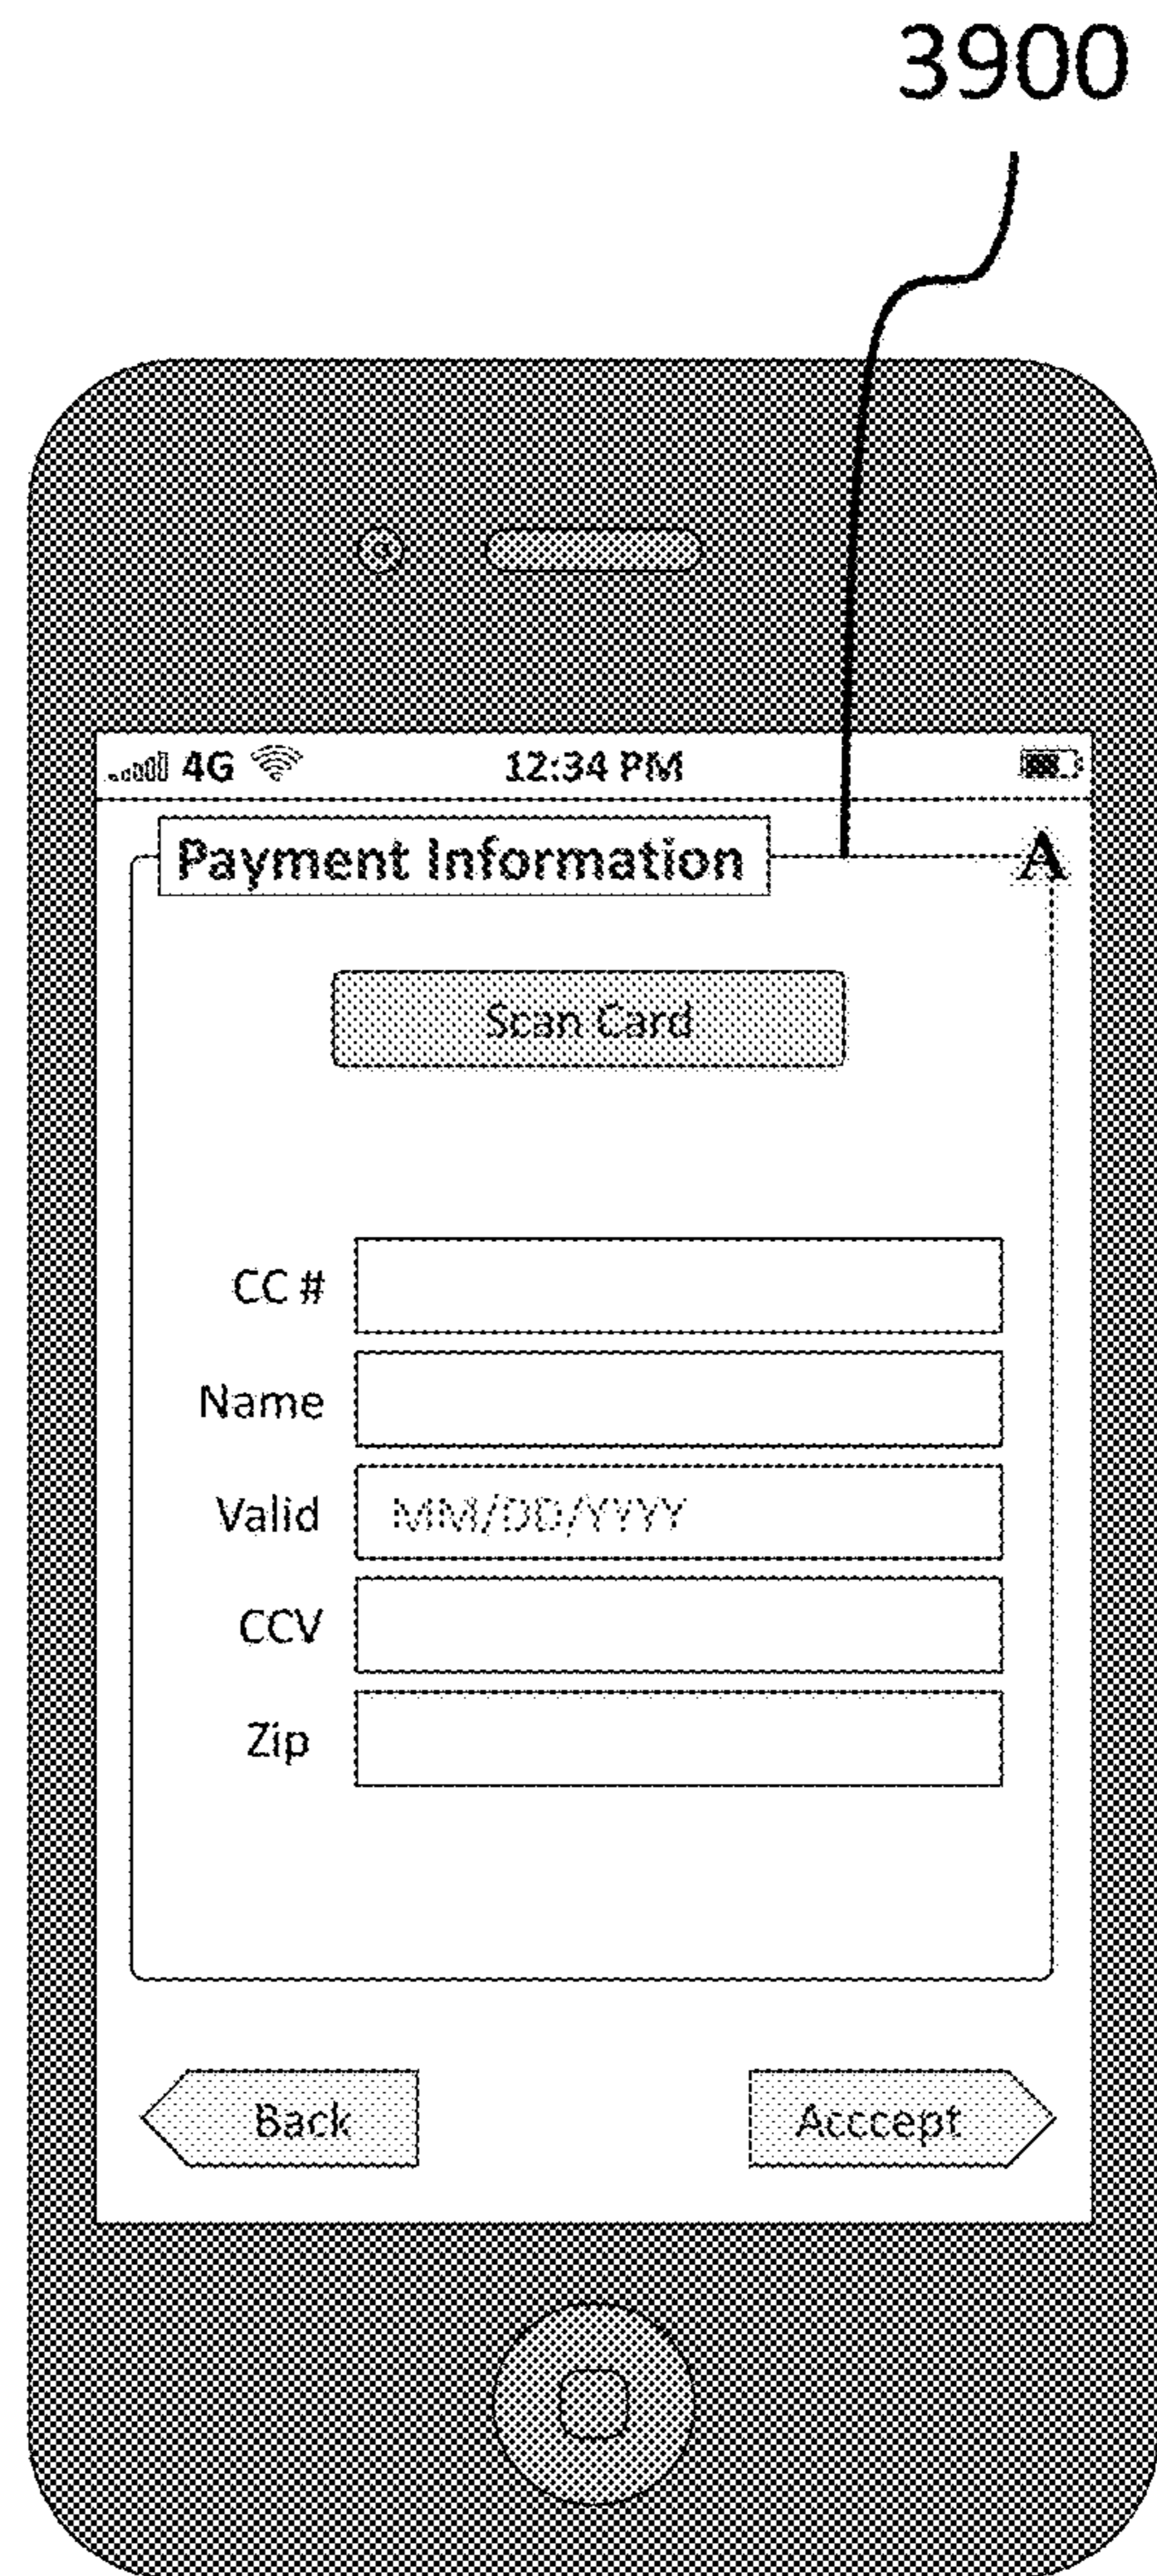 3900
4G 12:34 PM
Payment Information A
Scan Card
CC #
Name
Valid MM/DD/YYYY
CCV
Zip
Back Acccept